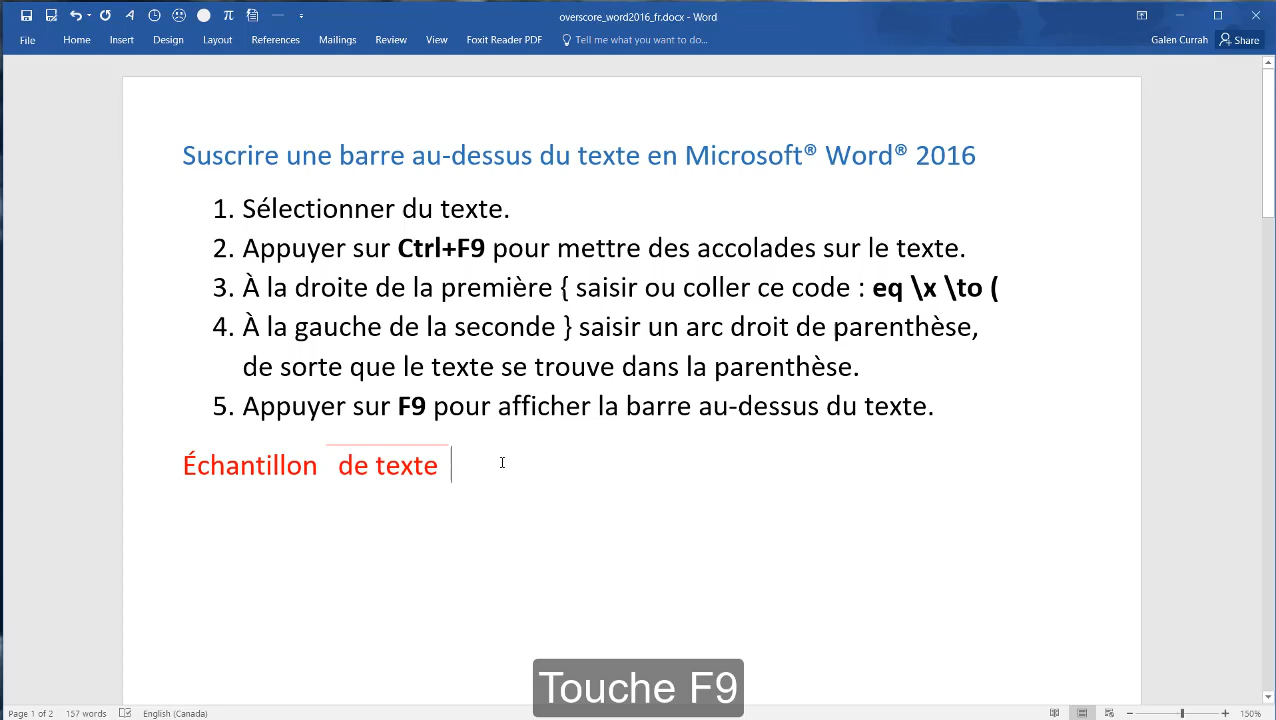 overscore_word2016_fr.docx - Word
File Home Insert Design Layout References Mailings Review View Foxit Reader PDF Tell me what you want to do... Galen Currah Share
Suscrire une barre au-dessus du texte en Microsoft® Word® 2016
1. Sélectionner du texte.
2. Appuyer sur Ctrl+F9 pour mettre des accolades sur le texte.
3. À la droite de la première { saisir ou coller ce code : eq \x \to (
4. À la gauche de la seconde } saisir un arc droit de parenthèse,
de sorte que le texte se trouve dans la parenthèse.
5. Appuyer sur F9 pour afficher la barre au-dessus du texte.
Échantillon de texte
Touche F9
Page 1 of 2 157 words English (Canada) 150%